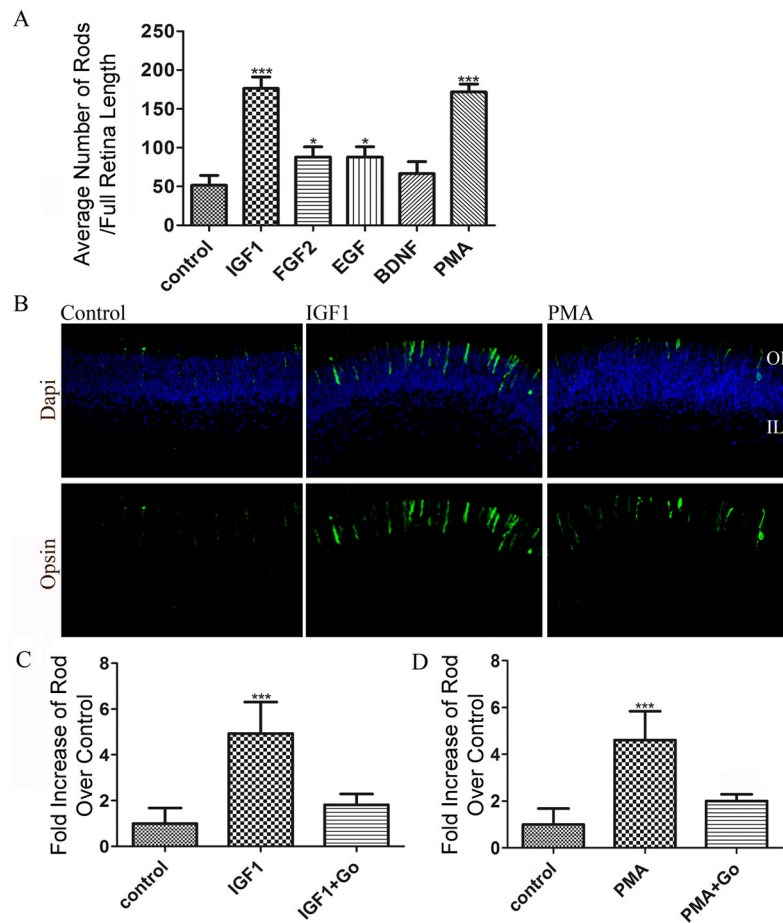 A
Average Number of Rods
/Full Retina Length
250
200
150
100
50
0
***
*
*
***
control
IGF1
FGF2
EGF
BDNF
PMA
B
Control
IGF1
PMA
Dapi
IL
Opsin
C
Fold Increase of Rod
Over Control
8
6
4
2
0
***
control
IGF1
IGF1+Go
D
Fold Increase of Rod
Over Control
8
6
4
2
0
***
control
PMA
PMA+Go